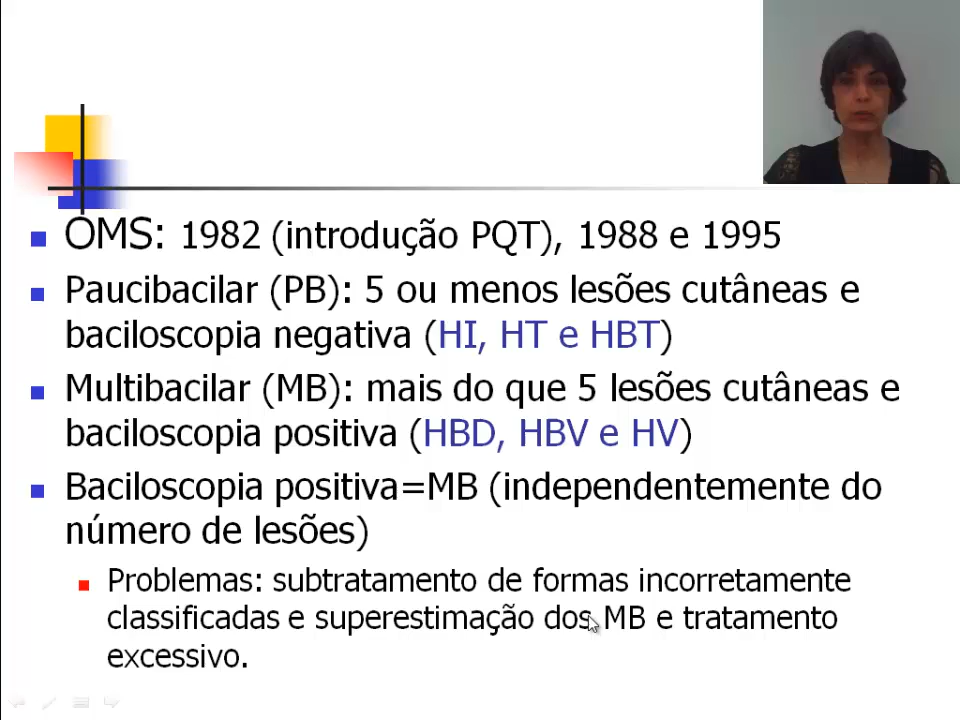 OMS: 1982 (introdução PQT), 1988 e 1995
Paucibacilar (PB): 5 ou menos lesões cutâneas e
baciloscopia negativa (HI, HT e HBT)
Multibacilar (MB): mais do que 5 lesões cutâneas e
baciloscopia positiva (HBD, HBV e HV)
Baciloscopia positiva=MB (independentemente do
número de lesões)
Problemas: subtratamento de formas incorretamente
classificadas e superestimação dos MB e tratamento
excessivo.